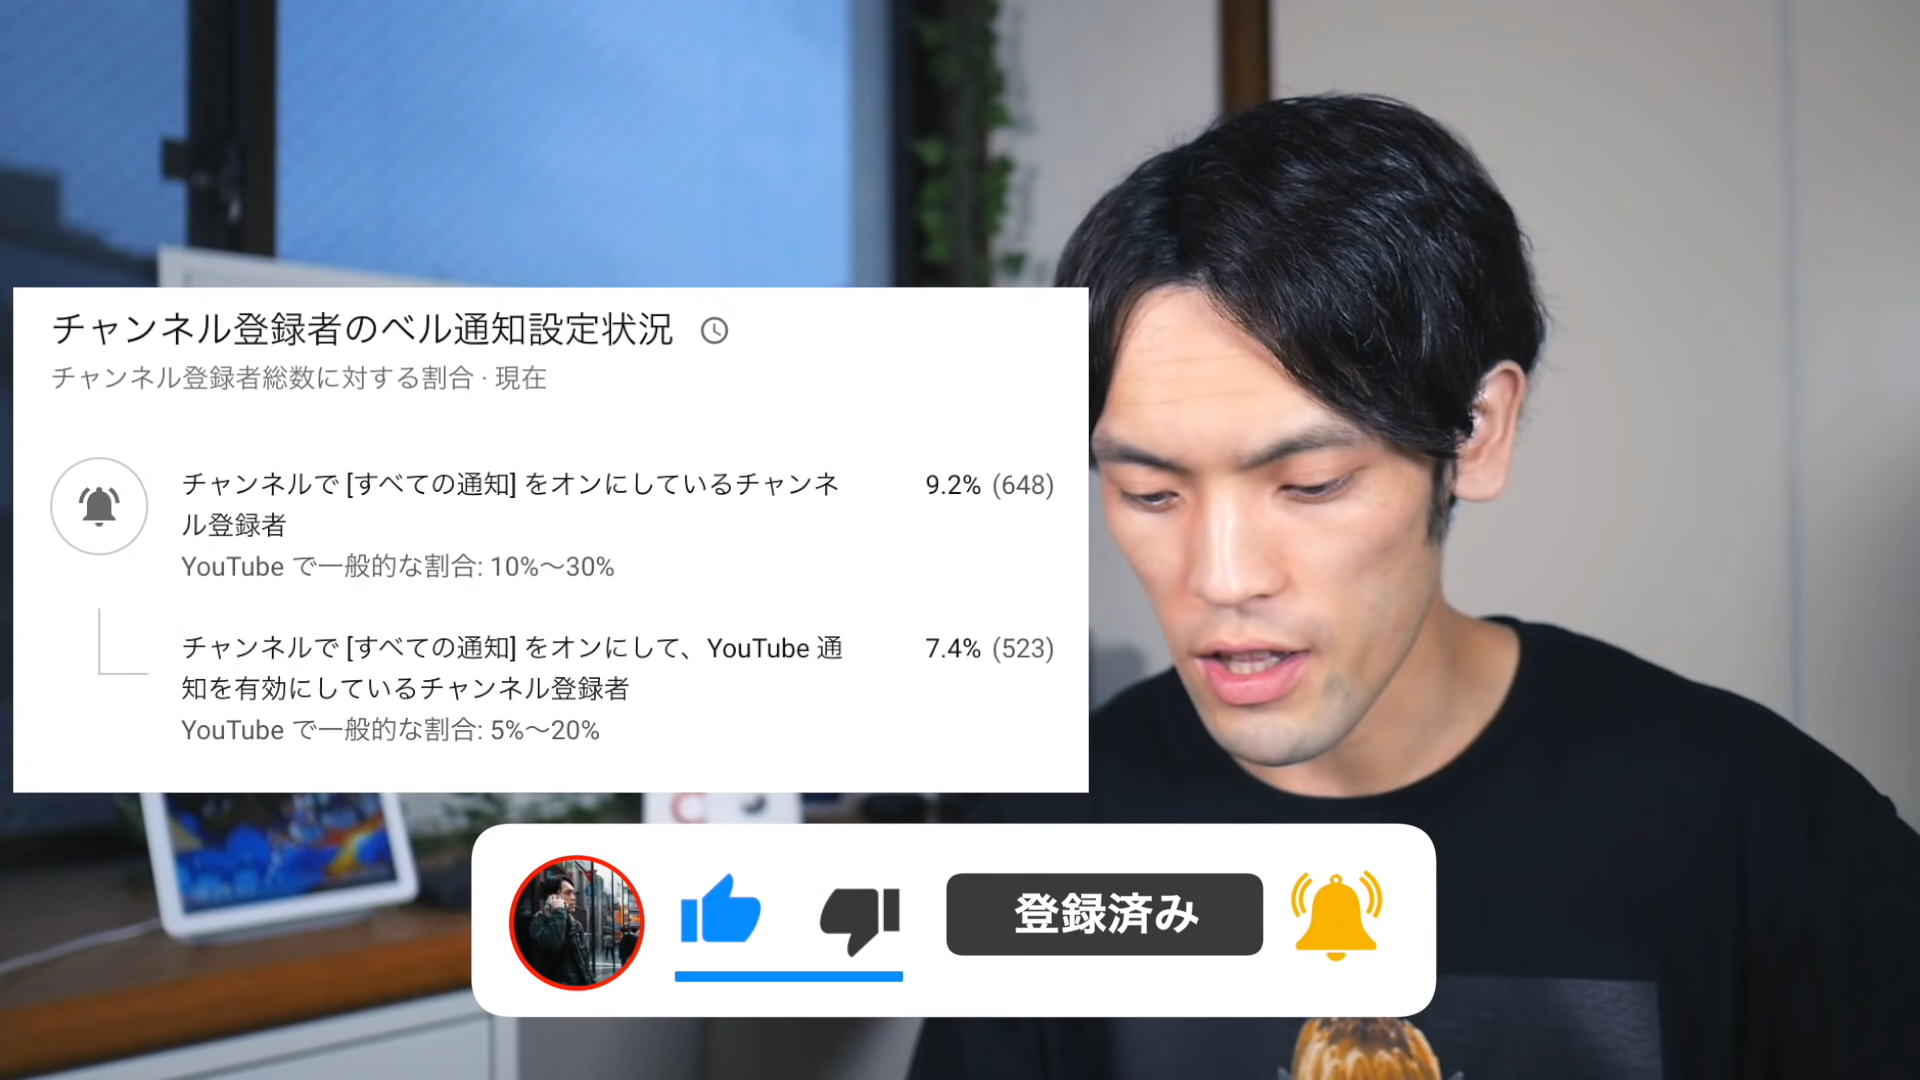 チャンネル登録者のベル通知設定状況
チャンネル登録者総数に対する割合 · 現在
チャンネルで [すべての通知] をオンにしているチャンネ
ル登録者
9.2% (648)
YouTube で一般的な割合: 10%～30%
チャンネルで [すべての通知] をオンにして、YouTube 通
知を有効にしているチャンネル登録者
7.4% (523)
YouTube で一般的な割合: 5%～20%
登録済み